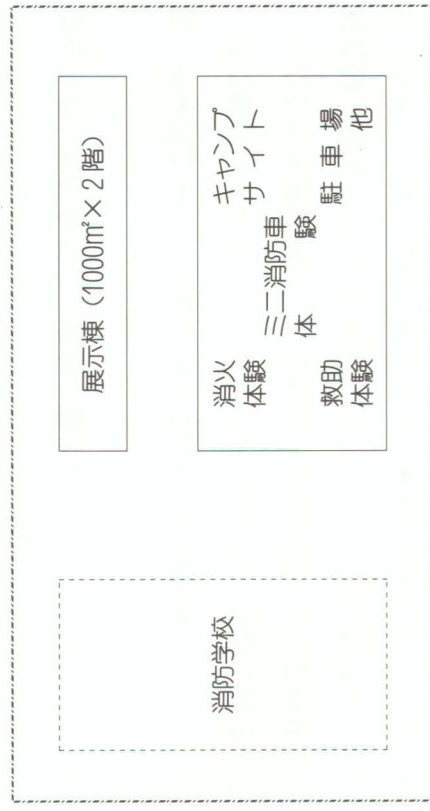 展示棟（1000㎡×２階）
消火
体験
ミニ消防車
体験
キャンプ
サイト
救助
体験
駐車場
他
消防学校